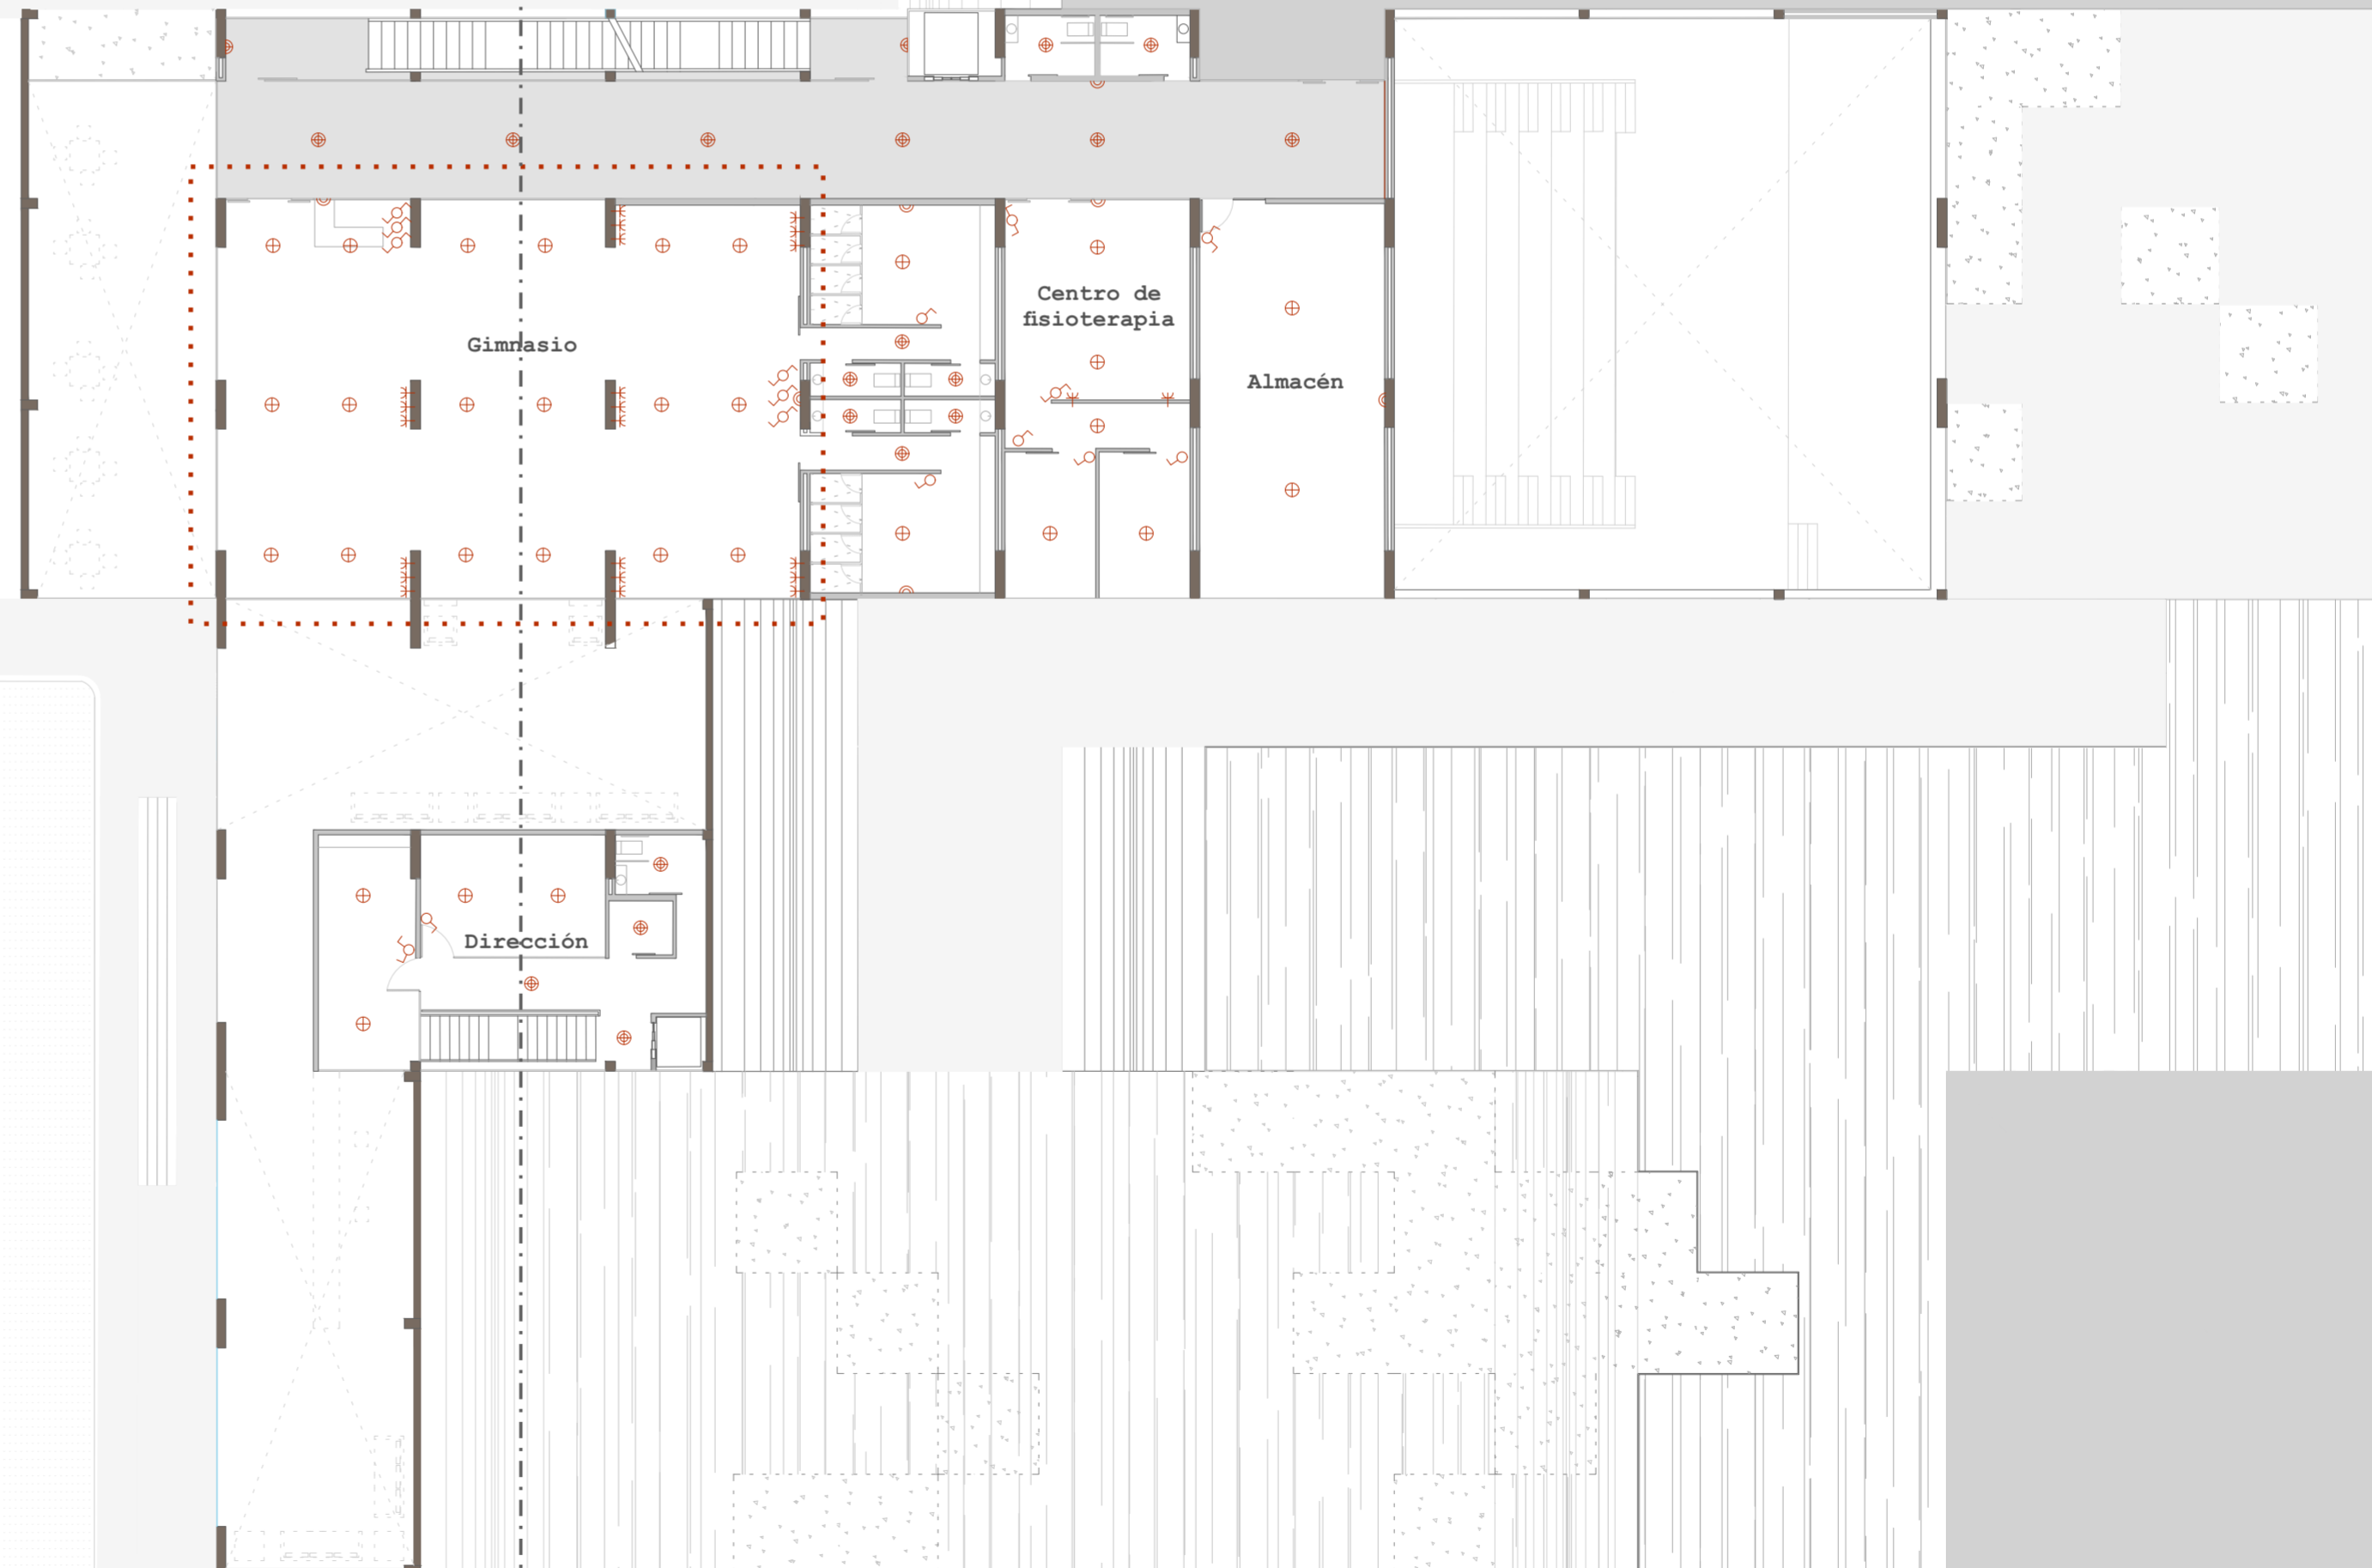 Gimnasio
Centro de
fisioterapia
Almacén
Dirección